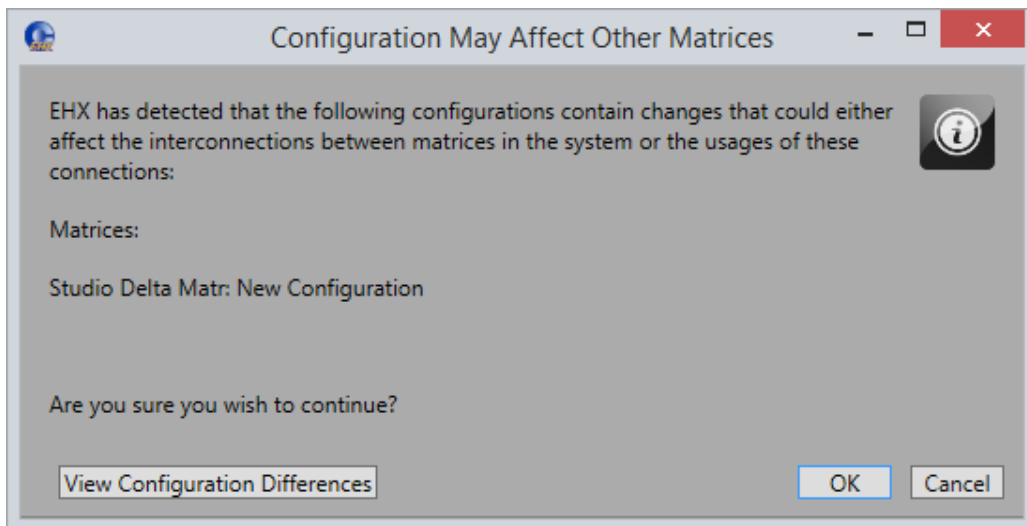 Configuration May Affect Other Matrices
EHX has detected that the following configurations contain changes that could either
affect the interconnections between matrices in the system or the usages of these
connections:
Matrices:
Studio Delta Matr: New Configuration
Are you sure you wish to continue?
View Configuration Differences
OK
Cancel